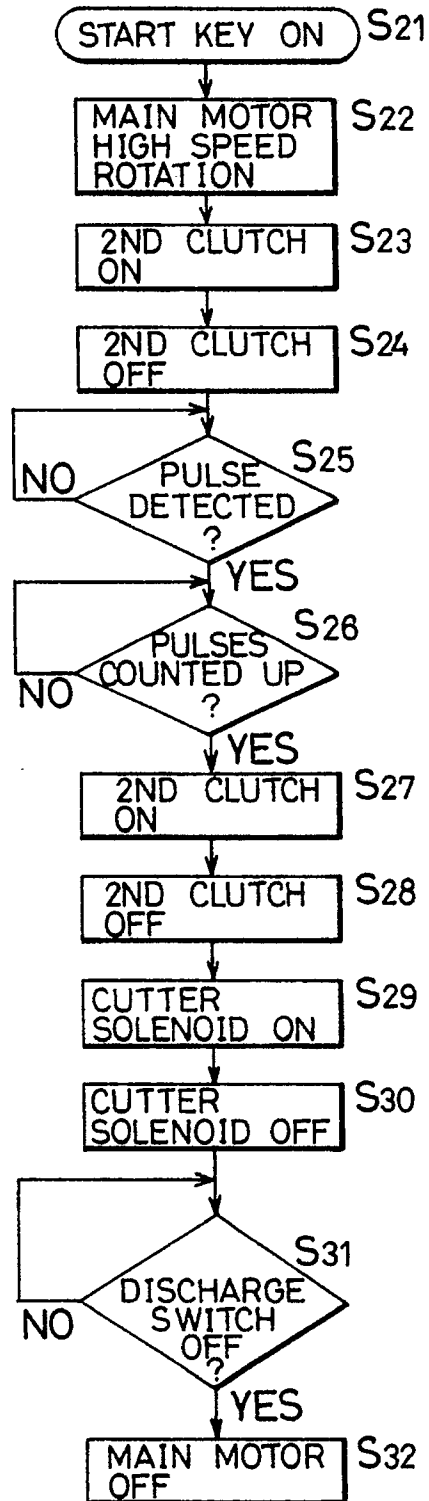 START KEY ON S21
MAIN MOTOR S22
HIGH SPEED
ROTATION
2ND CLUTCH S23
ON
2ND CLUTCH S24
OFF
S25
NO PULSE
DETECTED
?
YES
S26
PULSES
NO COUNTED UP
?
YES
2ND CLUTCH S27
ON
2ND CLUTCH S28
OFF
CUTTER S29
SOLENOID ON
CUTTER S30
SOLENOID OFF
S31
DISCHARGE
NO SWITCH
OFF
?
YES
MAIN MOTOR S32
OFF